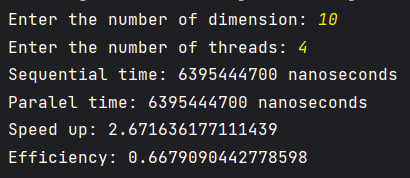 Enter the number of dimension: 10
Enter the number of threads: 4
Sequential time: 6395444700 nanoseconds
Paralel time: 6395444700 nanoseconds
Speed up: 2.671636177111439
Efficiency: 0.6679090442778598